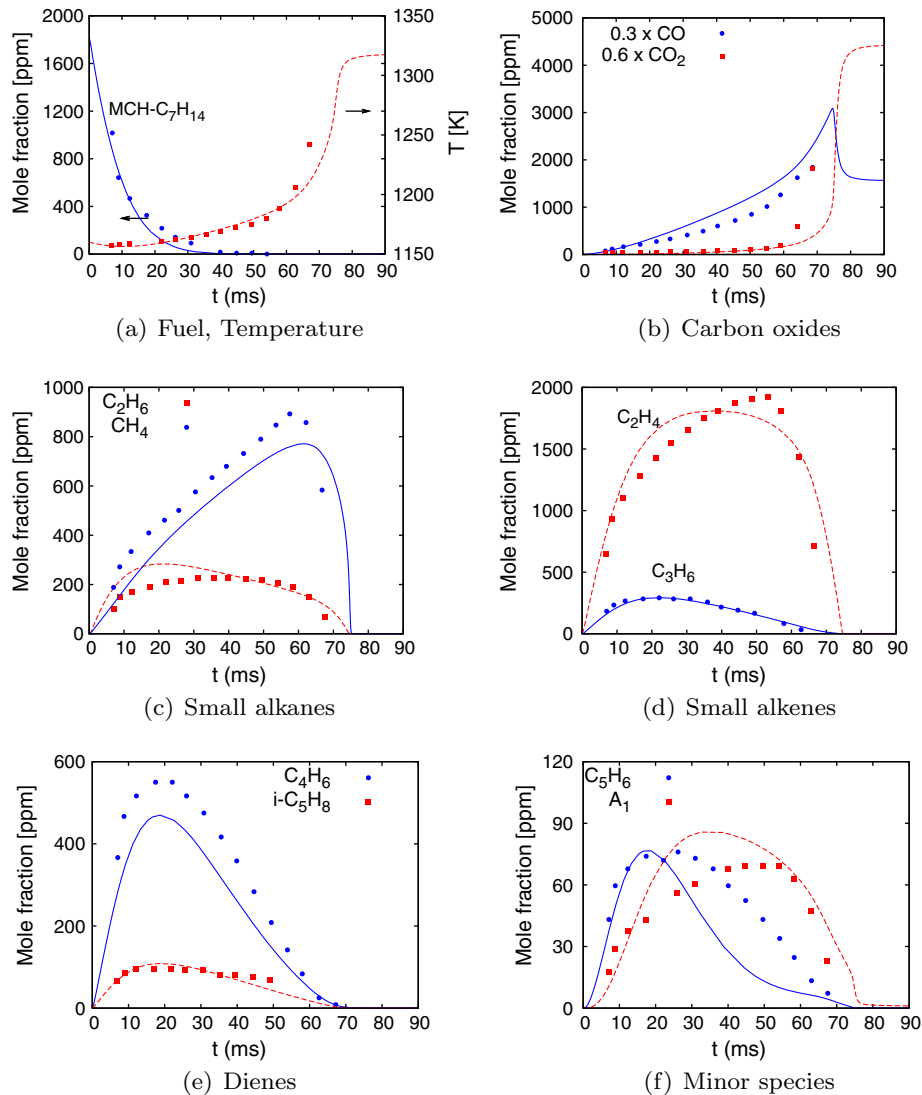 2000
1600
1200
800
400
0
Mole fraction [ppm]
MCH-C7H14
1350
1300
1250
1200
1150
T [K]
0 10 20 30 40 50 60 70 80 90
t (ms)
(a) Fuel, Temperature
5000
4000
3000
2000
1000
0
Mole fraction [ppm]
0.3 x CO
0.6 x CO2
0 10 20 30 40 50 60 70 80 90
t (ms)
(b) Carbon oxides
1000
800
600
400
200
0
Mole fraction [ppm]
C2H6
CH4
0 10 20 30 40 50 60 70 80 90
t (ms)
(c) Small alkanes
2000
1500
1000
500
0
Mole fraction [ppm]
C2H4
C3H6
0 10 20 30 40 50 60 70 80 90
t (ms)
(d) Small alkenes
600
400
200
0
Mole fraction [ppm]
C4H6
i-C5H8
0 10 20 30 40 50 60 70 80 90
t (ms)
(e) Dienes
120
90
60
30
0
Mole fraction [ppm]
C5H6
A1
0 10 20 30 40 50 60 70 80 90
t (ms)
(f) Minor species